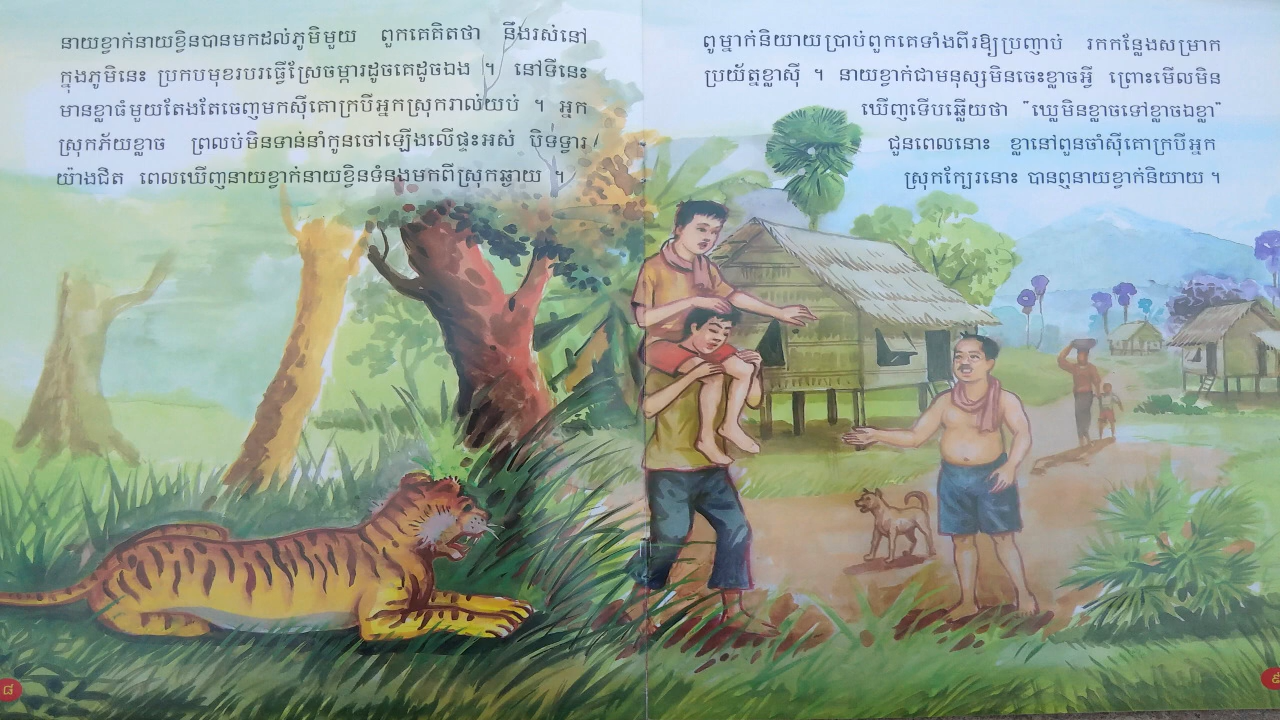 នាយខ្វាក់នាយខ្វិនបានមកដល់ភូមិមួយ ពួកគេគិតថា នឹងរស់នៅ
ក្នុងភូមិនេះ ប្រកបមុខរបរធ្វើស្រែចម្ការដូចគេដូចឯង ។ នៅទីនេះ
មានខ្លាធំមួយតែងតែចេញមកស៊ីគោក្របីអ្នកស្រុករាល់យប់ ។ អ្នក
ស្រុកភ័យខ្លាច ព្រលប់មិនទាន់នាំកូនចៅឡើងលើផ្ទះអស់ បិទទ្វារ
យ៉ាងជិត ពេលឃើញនាយខ្វាក់នាយខ្វិនទំនងមកពីស្រុកឆ្ងាយ ។
ពូម្នាក់និយាយប្រាប់ពួកគេទាំងពីរឱ្យប្រញាប់ រកកន្លែងសម្រាក
ប្រយ័ត្នខ្លាស៊ី ។ នាយខ្វាក់ជាមនុស្សមិនចេះខ្លាចអ្វី ព្រោះមើលមិន
ឃើញទើបឆ្លើយថា "ឃ្លេមិនខ្លាចទៅខ្លាចឯខ្លា"
ជួនពេលនោះ ខ្លានៅពួនចាំស៊ីគោក្របីអ្នក
ស្រុកក្បែរនោះ បានឮនាយខ្វាក់និយាយ ។
៨